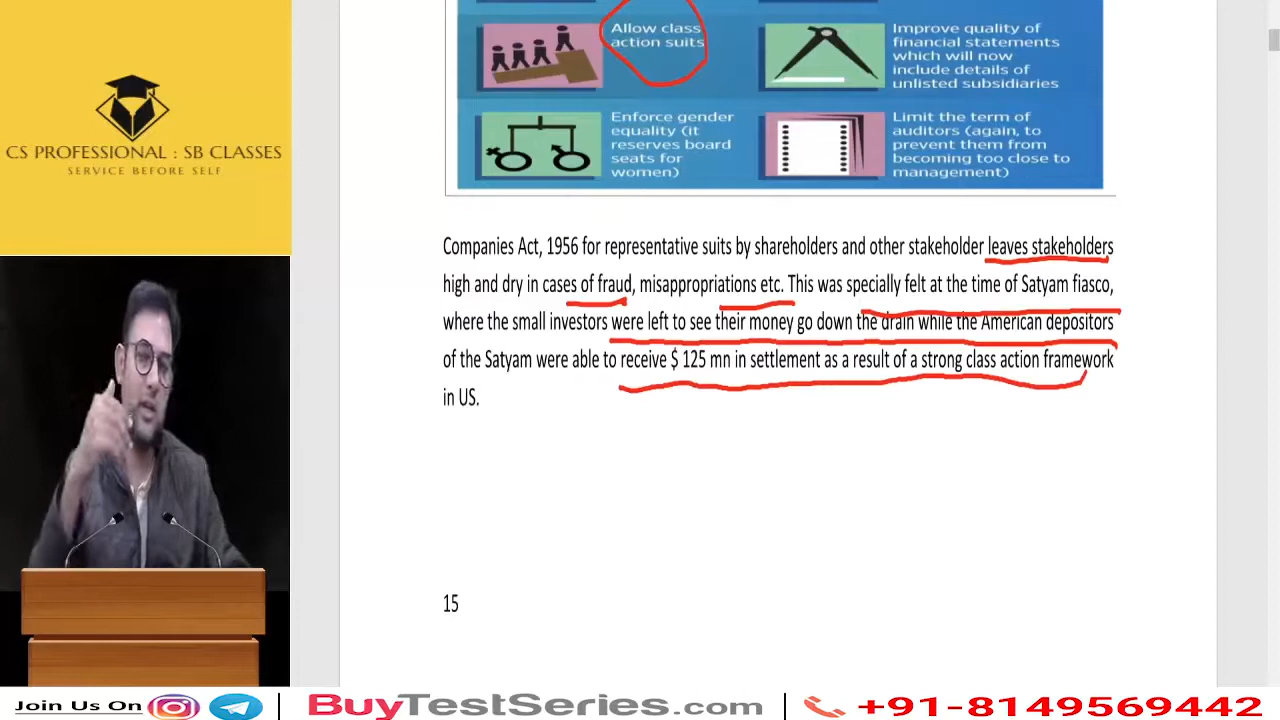 CS PROFESSIONAL : SB CLASSES
SERVICE BEFORE SELF
Allow class
action suits
Improve quality of
financial statements
which will now
include details of
unlisted subsidiaries
Enforce gender
equality (it
reserves board
seats for
women)
Limit the term of
auditors (again, to
prevent them from
becoming too close to
management)
Companies Act, 1956 for representative suits by shareholders and other stakeholder leaves stakeholders
high and dry in cases of fraud, misappropriations etc. This was specially felt at the time of Satyam fiasco,
where the small investors were left to see their money go down the drain while the American depositors
of the Satyam were able to receive $ 125 mn in settlement as a result of a strong class action framework
in US.
15
Join Us On
BuyTestSeries.com
+91-8149569442